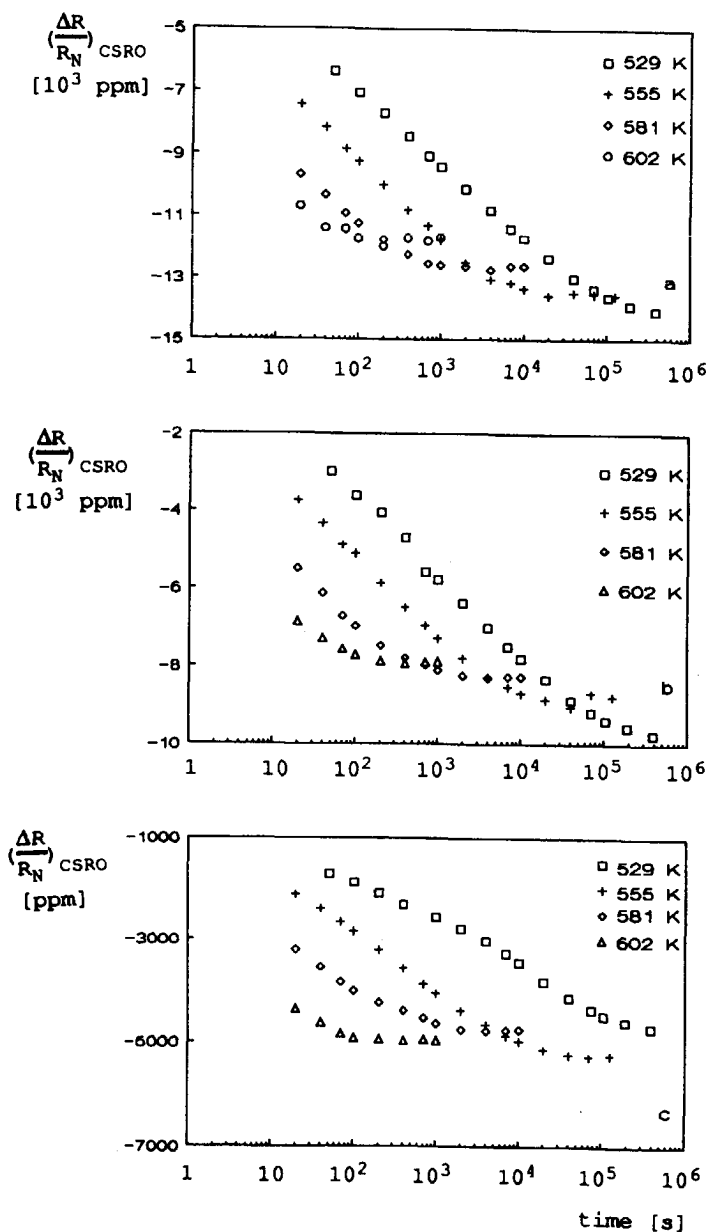 (ΔR/R_N)CSRO
[10³ ppm]
-5
-7
-9
-11
-13
-15
□ 529 K
+ 555 K
◇ 581 K
○ 602 K
a
1 10 10² 10³ 10⁴ 10⁵ 10⁶
(ΔR/R_N)CSRO
[10³ ppm]
-2
-4
-6
-8
-10
□ 529 K
+ 555 K
◇ 581 K
△ 602 K
b
1 10 10² 10³ 10⁴ 10⁵ 10⁶
(ΔR/R_N)CSRO
[ppm]
-1000
-3000
-5000
-7000
□ 529 K
+ 555 K
◇ 581 K
△ 602 K
c
1 10 10² 10³ 10⁴ 10⁵ 10⁶
time [s]